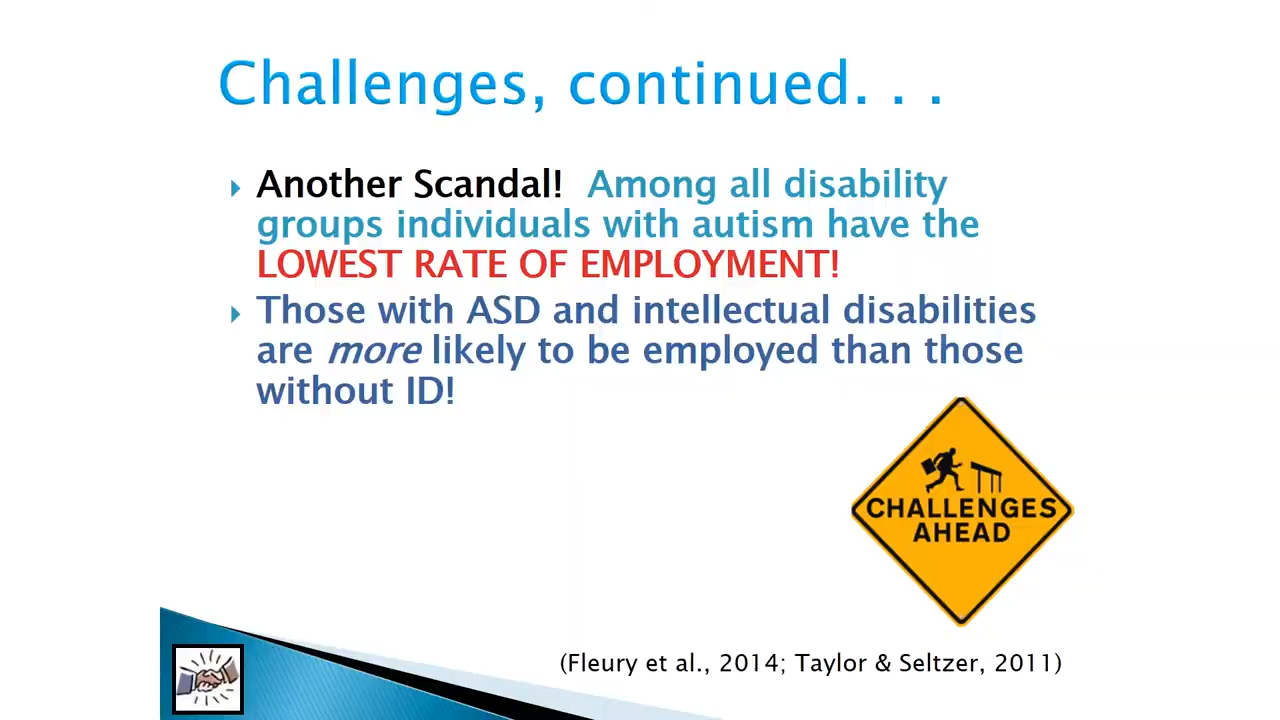 Challenges, continued. . .
Another Scandal! Among all disability
groups individuals with autism have the
LOWEST RATE OF EMPLOYMENT!
Those with ASD and intellectual disabilities
are more likely to be employed than those
without ID!
CHALLENGES
AHEAD
(Fleury et al., 2014; Taylor & Seltzer, 2011)